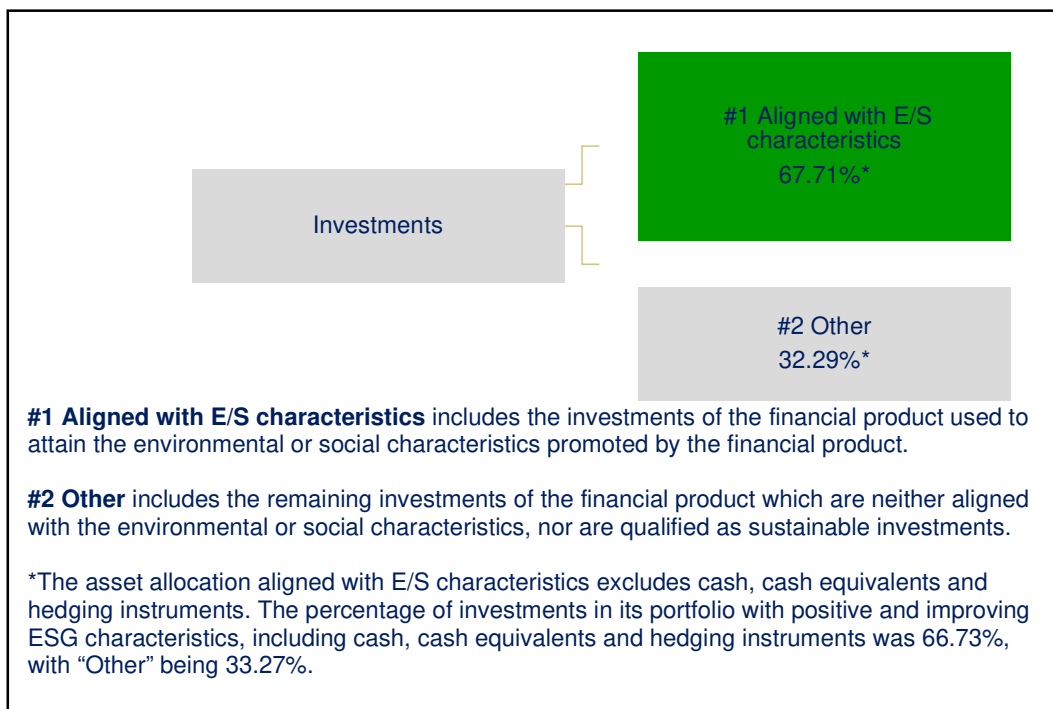 #1 Aligned with E/S
characteristics
67.71%*
Investments
#2 Other
32.29%*
#1 Aligned with E/S characteristics includes the investments of the financial product used to
attain the environmental or social characteristics promoted by the financial product.
#2 Other includes the remaining investments of the financial product which are neither aligned
with the environmental or social characteristics, nor are qualified as sustainable investments.
*The asset allocation aligned with E/S characteristics excludes cash, cash equivalents and
hedging instruments. The percentage of investments in its portfolio with positive and improving
ESG characteristics, including cash, cash equivalents and hedging instruments was 66.73%,
with “Other” being 33.27%.